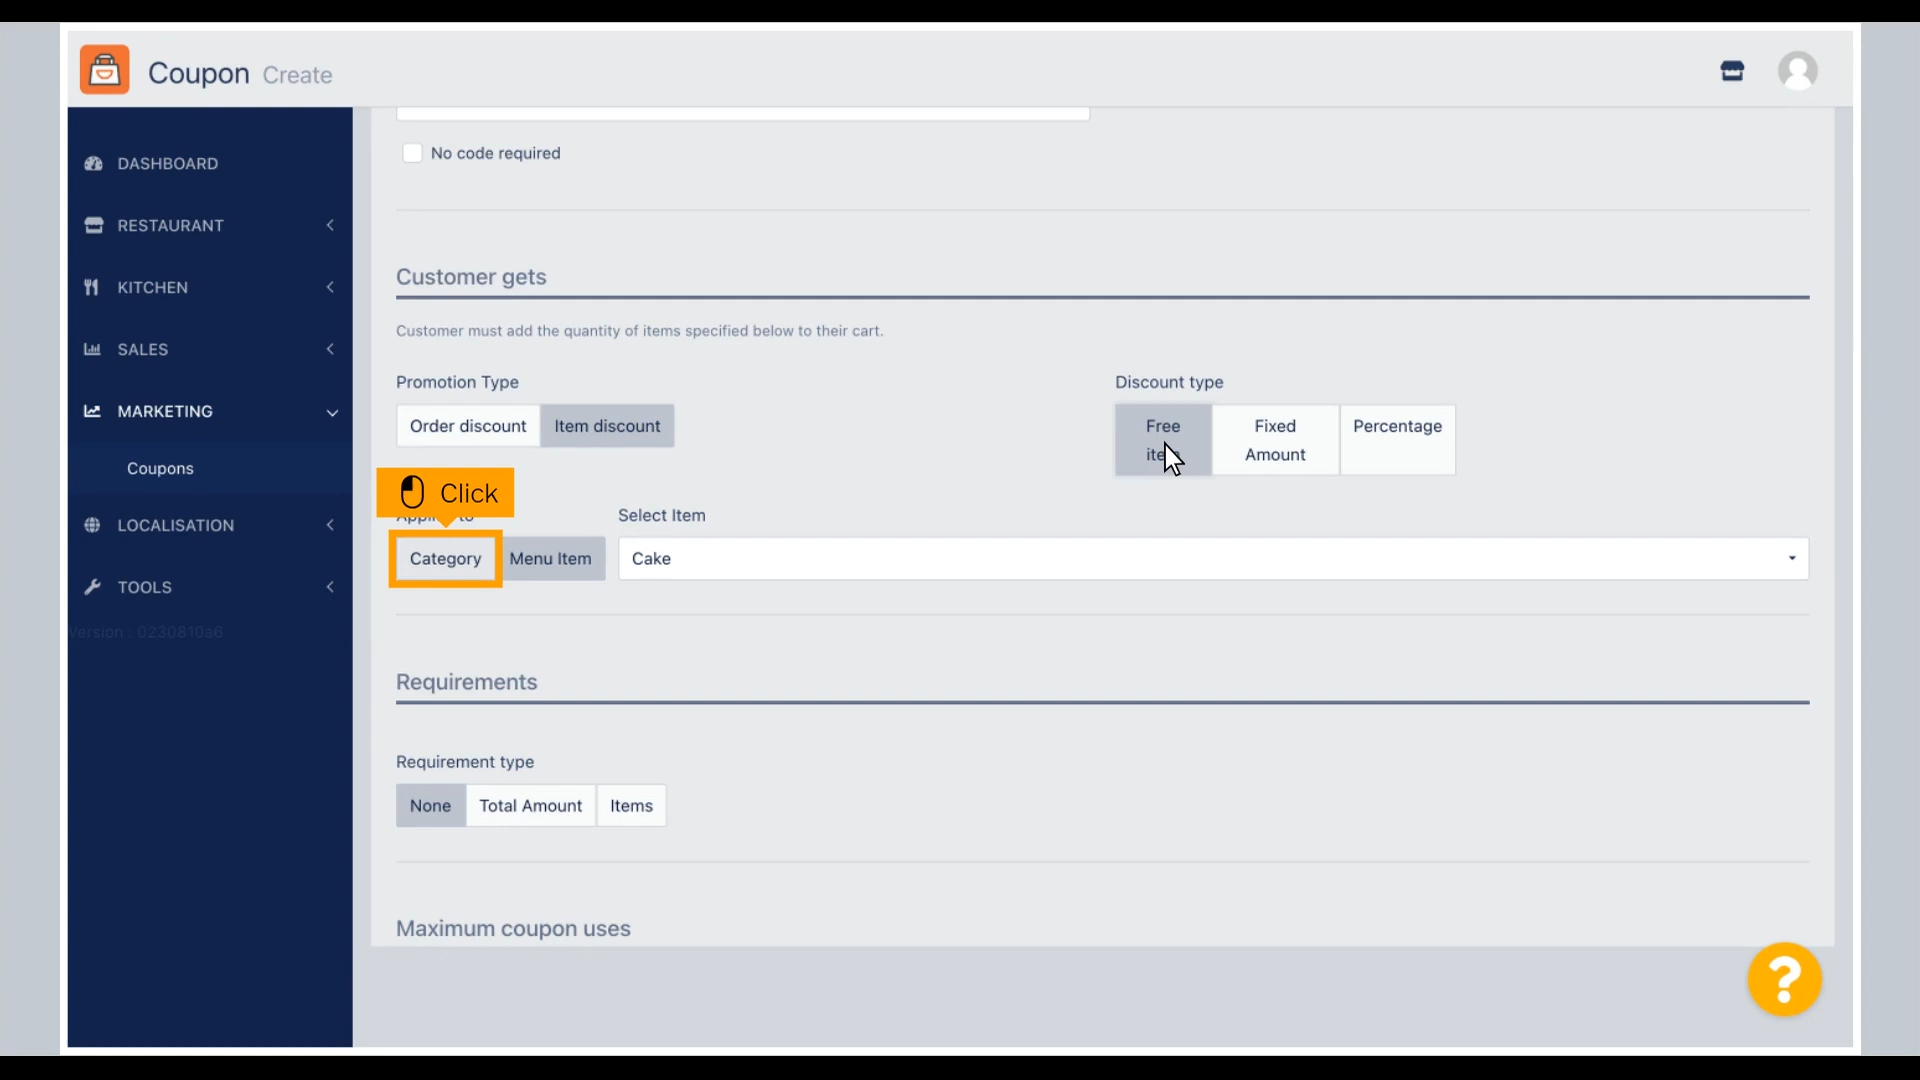 Coupon Create
DASHBOARD
RESTAURANT
KITCHEN
SALES
MARKETING
Coupons
LOCALISATION
TOOLS
Version : 0230810a6
No code required
Customer gets
Customer must add the quantity of items specified below to their cart.
Promotion Type
Discount type
Order discount
Item discount
Free
Fixed
Amount
Percentage
Click
Select Item
Category
Menu Item
Cake
Requirements
Requirement type
None
Total Amount
Items
Maximum coupon uses
?